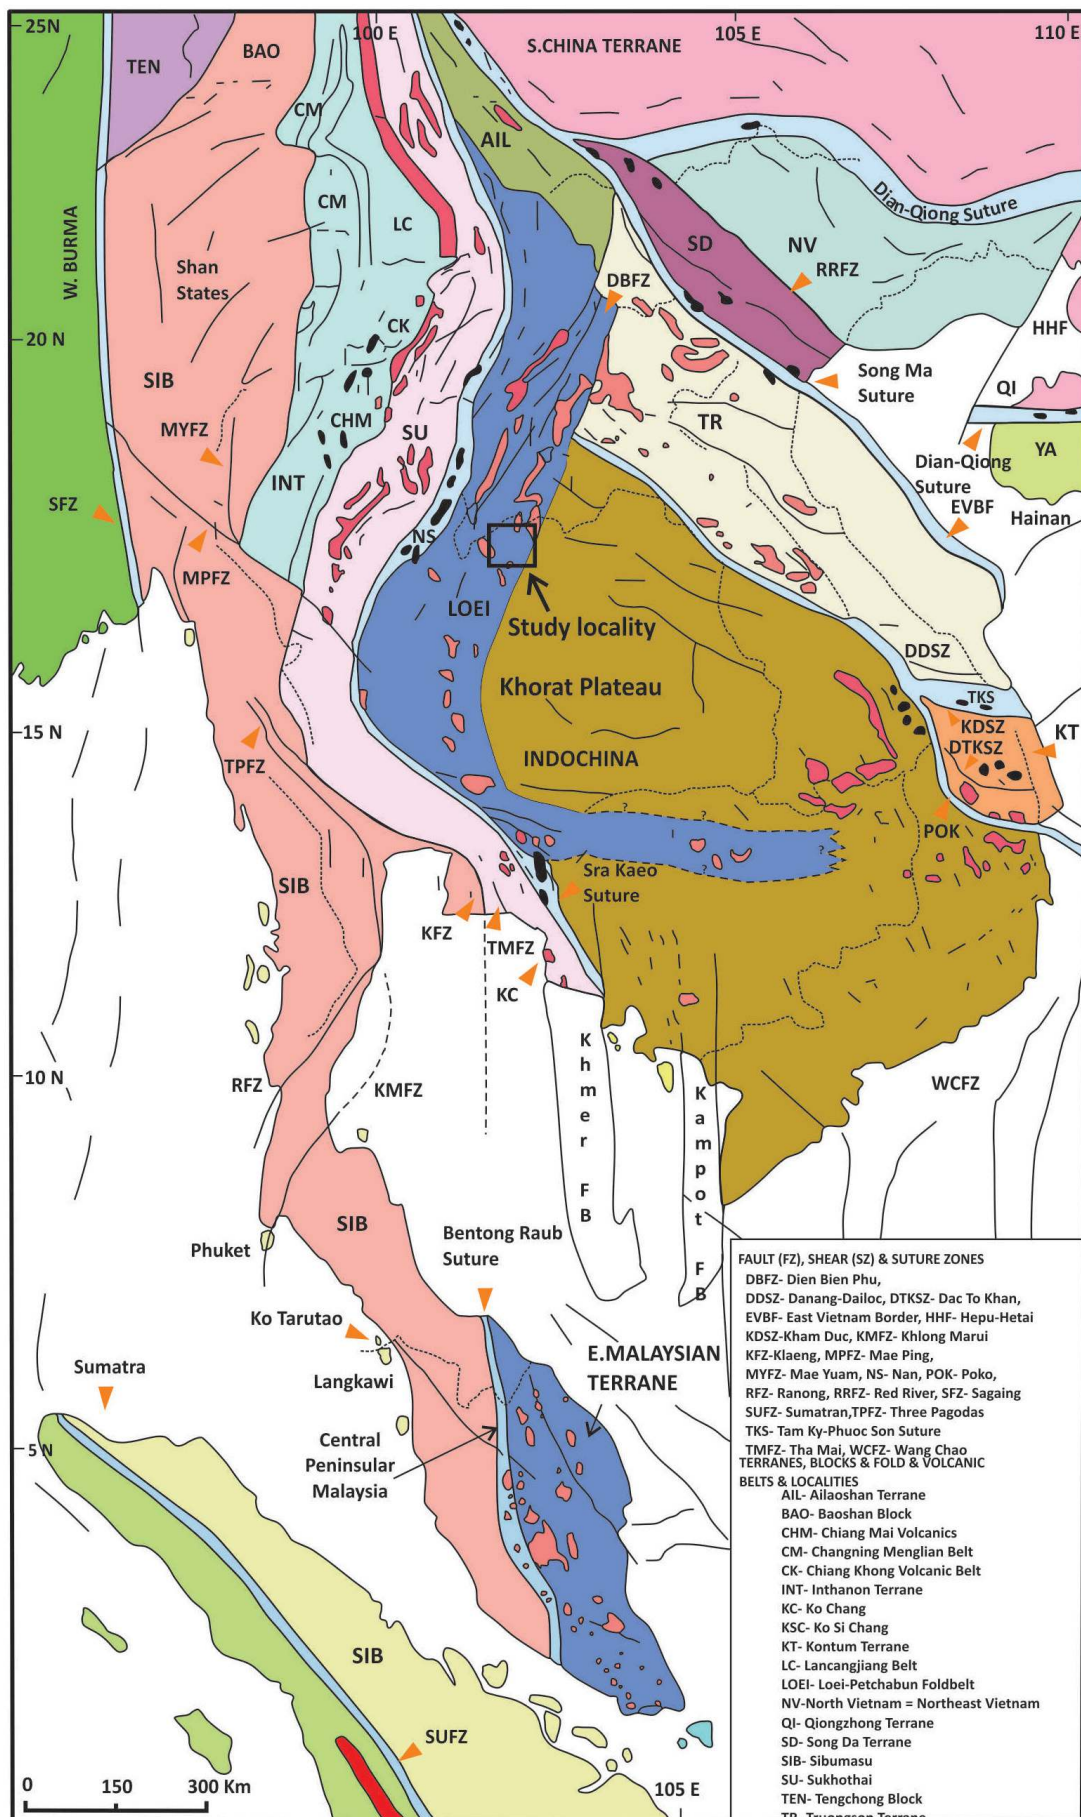 25N
100 E
105 E
110 E
TEN
BAO
S.CHINA TERRANE
CM
AIL
CM
LC
Dian-Qiong Suture
W. BURMA
SD
NV
Shan
States
RRFZ
DBFZ
HHF
20 N
CK
Song Ma
Suture
SIB
QI
CHM
SU
TR
MYFZ
YA
Dian-Qiong
Suture
INT
EVBF
SFZ
Hainan
NS
MPFZ
LOEI
Study locality
DDSZ
Khorat Plateau
TKS
15 N
KDSZ
KT
DTKSZ
INDOCHINA
TPFZ
?
?
POK
?
?
Sra Kaeo
Suture
SIB
KFZ
TMFZ
KC
Khmer FB
10 N
RFZ
KMFZ
WCFZ
Kampot FB
SIB
Bentong Raub
Suture
Phuket
Ko Tarutao
E.MALAYSIAN
TERRANE
Sumatra
Langkawi
5 N
Central
Peninsular
Malaysia
SIB
SUFZ
0 150 300 Km
105 E
FAULT (FZ), SHEAR (SZ) & SUTURE ZONES
DBFZ- Dien Bien Phu,
DDSZ- Danang-Dailoc, DTKSZ- Dac To Khan,
EVBF- East Vietnam Border, HHF- Hepu-Hetai
KDSZ-Kham Duc, KMFZ- Khlong Marui
KFZ-Klaeng, MPFZ- Mae Ping,
MYFZ- Mae Yuam, NS- Nan, POK- Poko,
RFZ- Ranong, RRFZ- Red River, SFZ- Sagaing
SUFZ- Sumatran,TPFZ- Three Pagodas
TKS- Tam Ky-Phuoc Son Suture
TMFZ- Tha Mai, WCFZ- Wang Chao
TERRANES, BLOCKS & FOLD & VOLCANIC
BELTS & LOCALITIES
AIL- Ailaoshan Terrane
BAO- Baoshan Block
CHM- Chiang Mai Volcanics
CM- Changning Menglian Belt
CK- Chiang Khong Volcanic Belt
INT- Inthanon Terrane
KC- Ko Chang
KSC- Ko Si Chang
KT- Kontum Terrane
LC- Lancangjiang Belt
LOEI- Loei-Petchabun Foldbelt
NV-North Vietnam = Northeast Vietnam
QI- Qiongzhong Terrane
SD- Song Da Terrane
SIB- Sibumasu
SU- Sukhothai
TEN- Tengchong Block
TR- Truongson Terrane